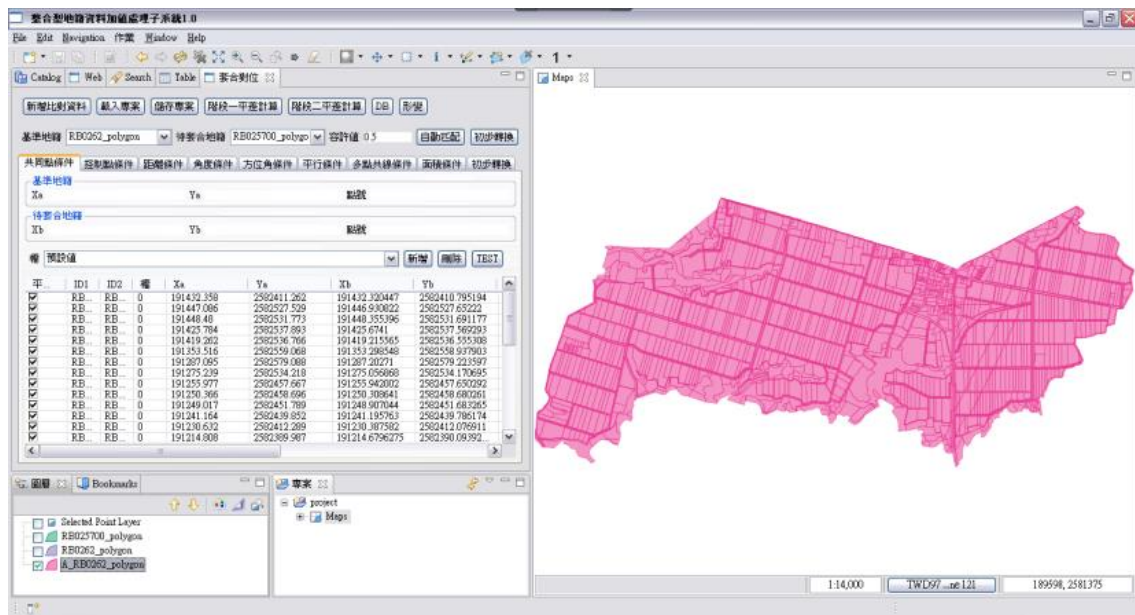 整合型地籍資料加值處理子系統1.0
File Edit Navigation 作業 Window Help
Catalog Web Search Table 套合對位
Maps
新增比對資料 載入專案 儲存專案 階段一平差計算 階段二平差計算 DB 形變
基準地籍 RB0262_polygon 待套合地籍 RB025700_polygo 容許值 0.5 自動匹配 初步轉換
共同點條件 控制點條件 距離條件 角度條件 方位角條件 平行條件 多點共線條件 面積條件 初步轉換
基準地籍
Xa Ya 點號
待套合地籍
Xb Yb 點號
權 預設值 新增 刪除 TEST
平... ID1 ID2 權 Xa Ya Xb Yb
RB... RB... 0 191432.358 2582411.262 191432.320447 2582410.795194
RB... RB... 0 191447.086 2582527.529 191446.930822 2582527.65222
RB... RB... 0 191448.48 2582531.773 191448.355396 2582531.691177
RB... RB... 0 191425.784 2582537.893 191425.6741 2582537.569293
RB... RB... 0 191419.262 2582536.766 191419.215565 2582536.555308
RB... RB... 0 191353.516 2582559.068 191353.298548 2582558.937903
RB... RB... 0 191287.095 2582579.088 191287.20271 2582579.223597
RB... RB... 0 191275.239 2582534.218 191275.056868 2582534.170695
RB... RB... 0 191255.977 2582457.667 191255.942002 2582457.650292
RB... RB... 0 191250.366 2582458.696 191250.308641 2582458.680261
RB... RB... 0 191249.017 2582451.789 191248.907044 2582451.683265
RB... RB... 0 191241.164 2582439.852 191241.195763 2582439.786174
RB... RB... 0 191230.632 2582412.289 191230.387582 2582412.076911
RB... RB... 0 191214.808 2582389.987 191214.6796275 2582390.09392...
圖層 Bookmarks
專案
project
Maps
Selected Point Layer
RB025700_polygon
RB0262_polygon
A_RB0262_polygon
1:14,000 TWD97 ...ne 121 189598, 2581375